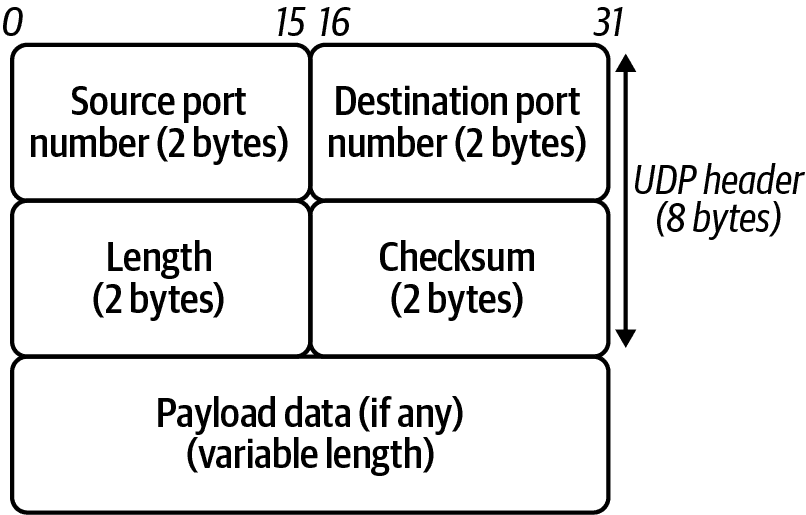 0 15 16 31
Source port
number (2 bytes)
Destination port
number (2 bytes)
UDP header
(8 bytes)
Length
(2 bytes)
Checksum
(2 bytes)
Payload data (if any)
(variable length)